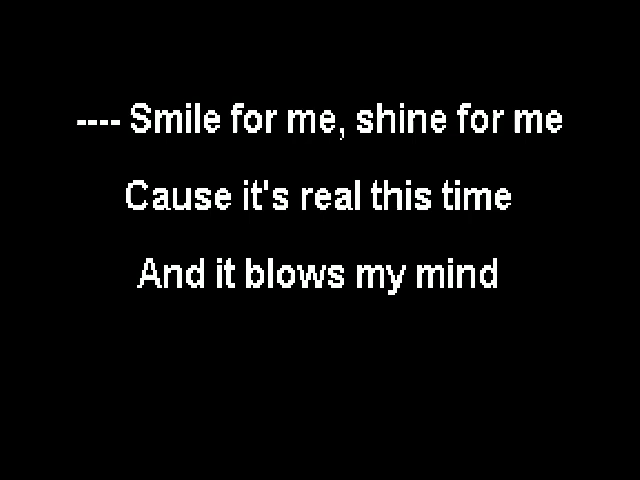 ---- Smile for me, shine for me
Cause it's real this time
And it blows my mind